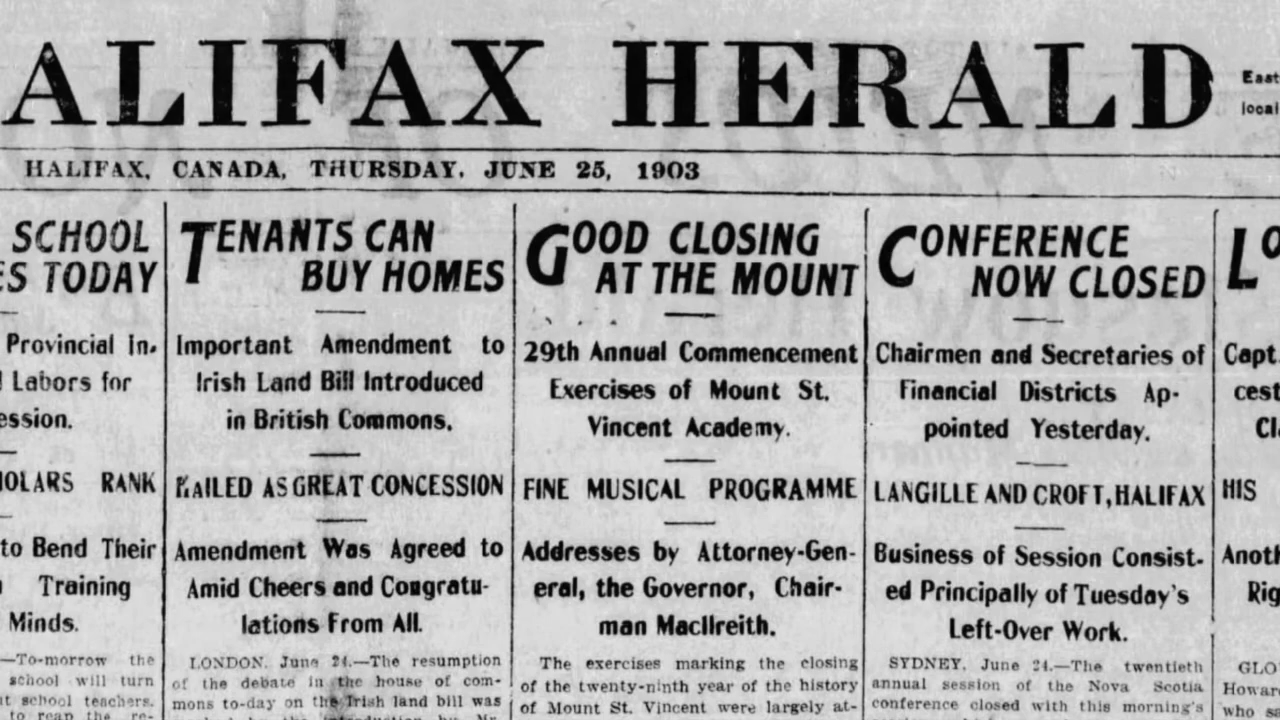 ALIFAX HERALD
East
local
HALIFAX, CANADA, THURSDAY, JUNE 25, 1903
SCHOOL
ES TODAY
Provincial In-
Labors for
ession.
OLARS RANK
to Bend Their
Training
Minds.
—To-morrow the
school will turn
t school teachers.
to reap the re-
TENANTS CAN
BUY HOMES
Important Amendment to
Irish Land Bill Introduced
in British Commons.
HAILED AS GREAT CONCESSION
Amendment Was Agreed to
Amid Cheers and Congratu-
lations From All.
LONDON, June 24.—The resumption
of the debate in the house of com-
mons to-day on the Irish land bill was
GOOD CLOSING
AT THE MOUNT
29th Annual Commencement
Exercises of Mount St.
Vincent Academy.
FINE MUSICAL PROGRAMME
Addresses by Attorney-Gen-
eral, the Governor, Chair-
man MacIlreith.
The exercises marking the closing
of the twenty-ninth year of the history
of Mount St. Vincent were largely at-
CONFERENCE
NOW CLOSED
Chairmen and Secretaries of
Financial Districts Ap-
pointed Yesterday.
LANGILLE AND CROFT, HALIFAX
Business of Session Consist-
ed Principally of Tuesday's
Left-Over Work.
SYDNEY, June 24.—The twentieth
annual session of the Nova Scotia
conference closed with this morning's
LO
Capt.
cest
Cl
HIS
Anoth
Rig
GLO
Howar
who sa